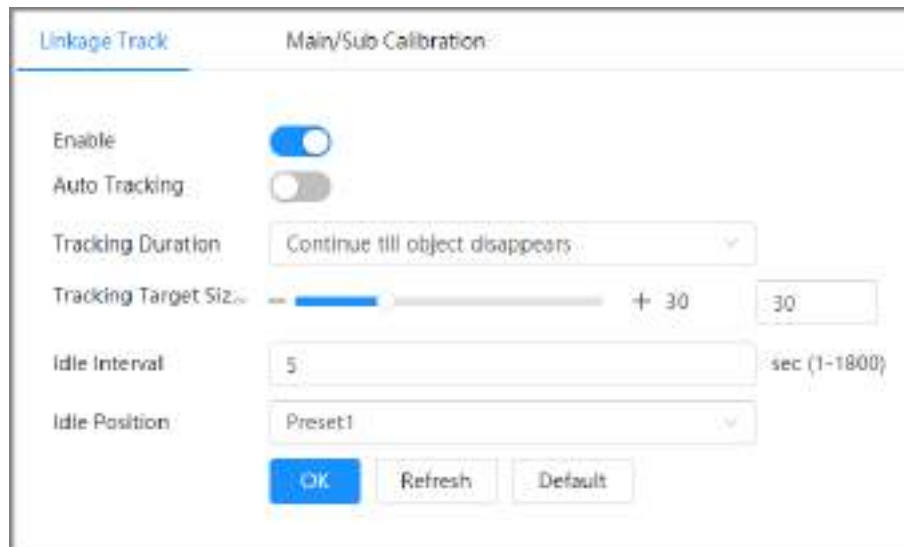 Linkage Track Main/Sub Calibration
Enable
Auto Tracking
Tracking Duration Continue till object disappears
Tracking Target Siz... - + 30 30
Idle Interval 5 sec (1-1800)
Idle Position Preset1
OK Refresh Default